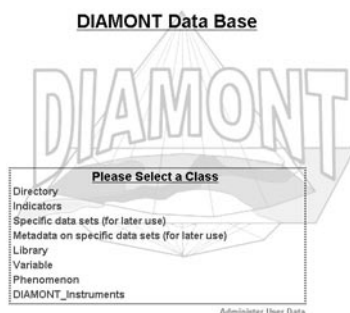 DIAMONT Data Base
DIAMONT
Please Select a Class
Directory
Indicators
Specific data sets (for later use)
Metadata on specific data sets (for later use)
Library
Variable
Phenomenon
DIAMONT_Instruments
Administer User Data